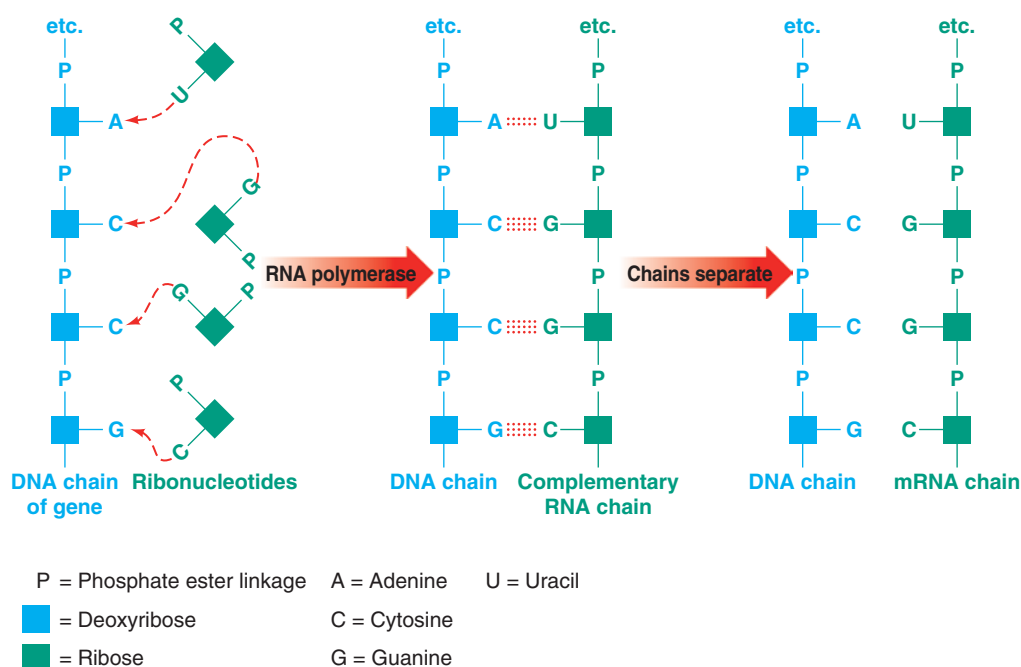 etc.
P
P
U
A
P
G
C
P
P
P
G
C
P
P
C
G
DNA chain
of gene
Ribonucleotides
RNA polymerase
etc.
etc.
P
P
A
U
P
P
C
G
P
P
C
G
P
P
G
C
DNA chain
Complementary
RNA chain
Chains separate
etc.
etc.
P
P
A
U
P
P
C
G
P
P
C
G
P
P
G
C
DNA chain
mRNA chain
P = Phosphate ester linkage
A = Adenine
U = Uracil
= Deoxyribose
C = Cytosine
= Ribose
G = Guanine